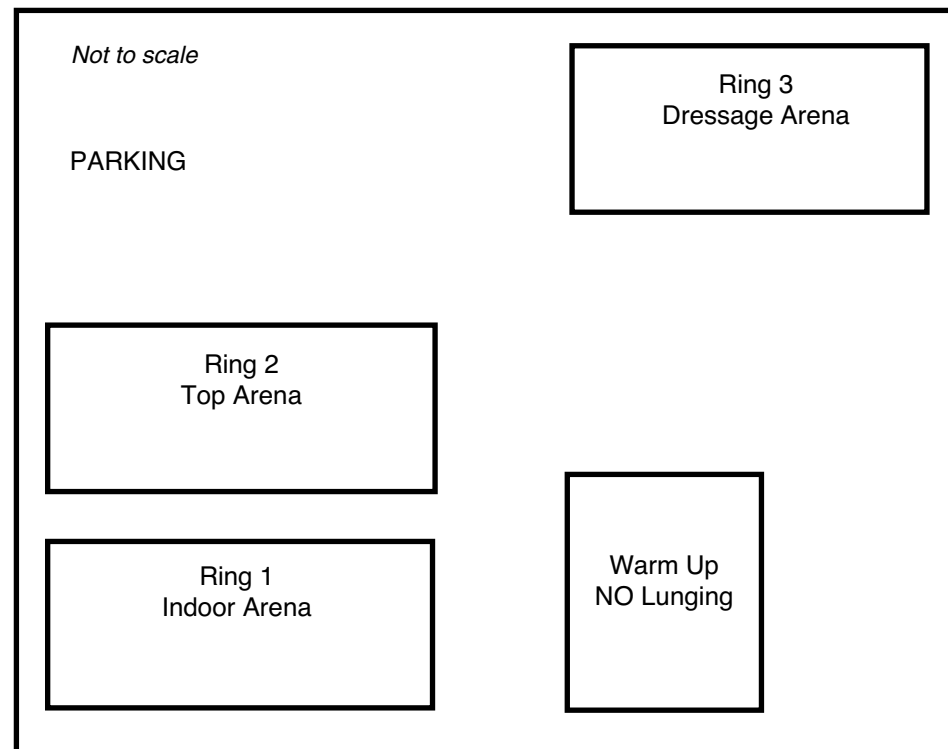 Not to scale
Ring 3
Dressage Arena
PARKING
Ring 2
Top Arena
Ring 1
Indoor Arena
Warm Up
NO Lunging